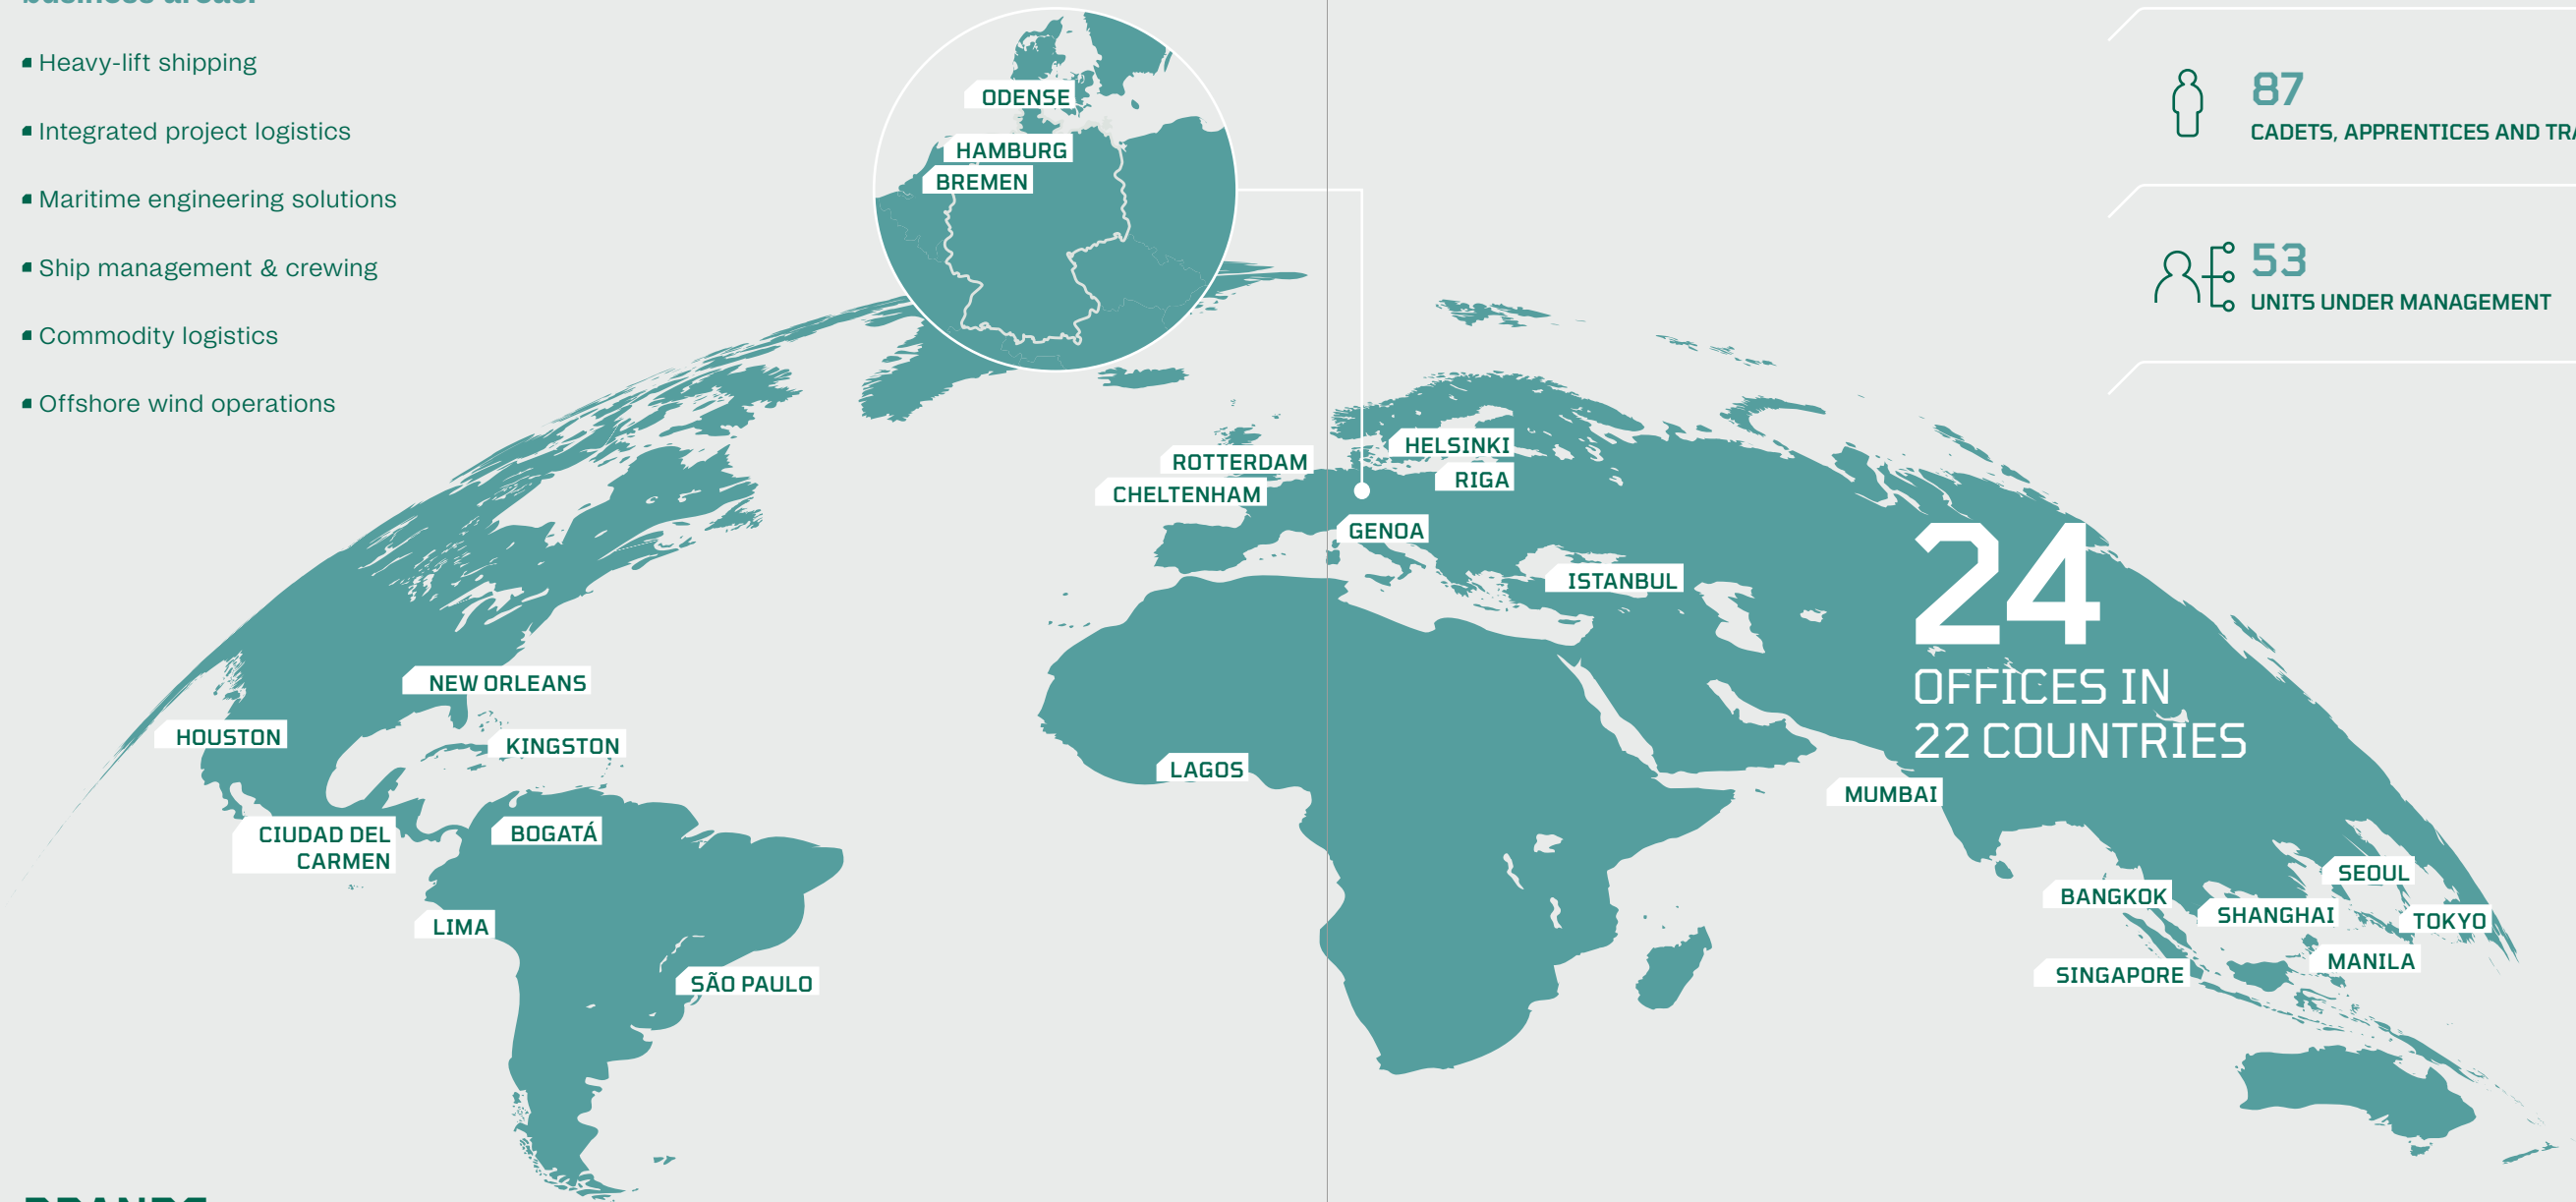 business areas:
Heavy-lift shipping
Integrated project logistics
Maritime engineering solutions
Ship management & crewing
Commodity logistics
Offshore wind operations
ODENSE
HAMBURG
BREMEN
87
CADETS, APPRENTICES AND
53
UNITS UNDER MANAGEMENT
HELSINKI
ROTTERDAM
RIGA
CHELTENHAM
GENOA
ISTANBUL
24
OFFICES IN
22 COUNTRIES
NEW ORLEANS
HOUSTON
KINGSTON
LAGOS
MUMBAI
CIUDAD DEL
CARMEN
BOGATÁ
LIMA
SÃO PAULO
SEOUL
BANGKOK
SHANGHAI
TOKYO
MANILA
SINGAPORE
BRANDS